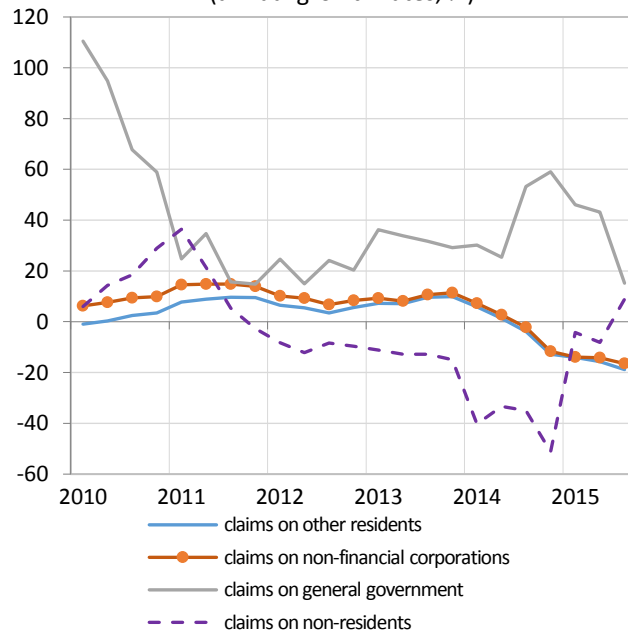 120
100
80
60
40
20
0
-20
-40
-60
2010 2011 2012 2013 2014 2015
claims on other residents
claims on non-financial corporations
claims on general government
claims on non-residents